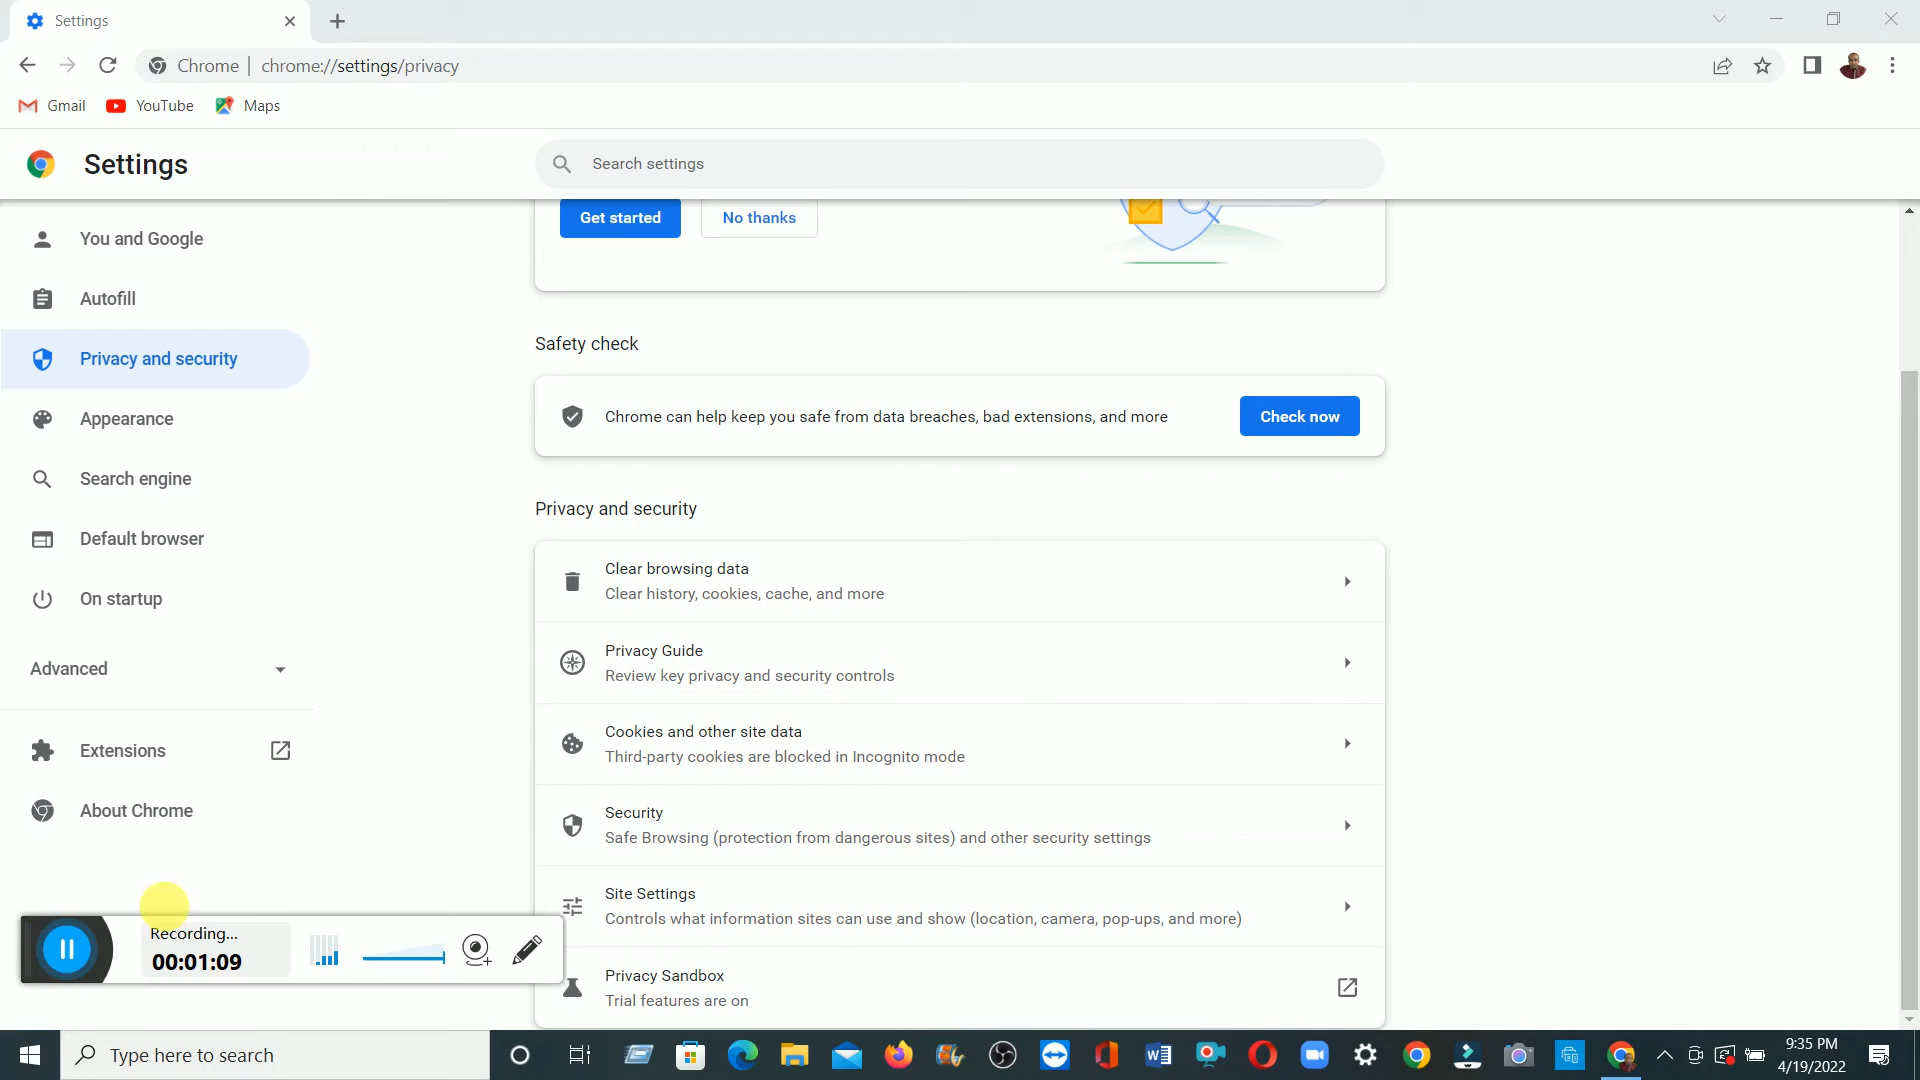 Settings
Chrome | chrome://settings/privacy
Gmail YouTube Maps
Settings
Search settings
You and Google
Autofill
Privacy and security
Appearance
Search engine
Default browser
On startup
Advanced
Extensions
About Chrome
Get started No thanks
Safety check
Chrome can help keep you safe from data breaches, bad extensions, and more Check now
Privacy and security
Clear browsing data
Clear history, cookies, cache, and more
Privacy Guide
Review key privacy and security controls
Cookies and other site data
Third-party cookies are blocked in Incognito mode
Security
Safe Browsing (protection from dangerous sites) and other security settings
Site Settings
Controls what information sites can use and show (location, camera, pop-ups, and more)
Privacy Sandbox
Trial features are on
Recording...
00:01:09
Type here to search
9:35 PM
4/19/2022